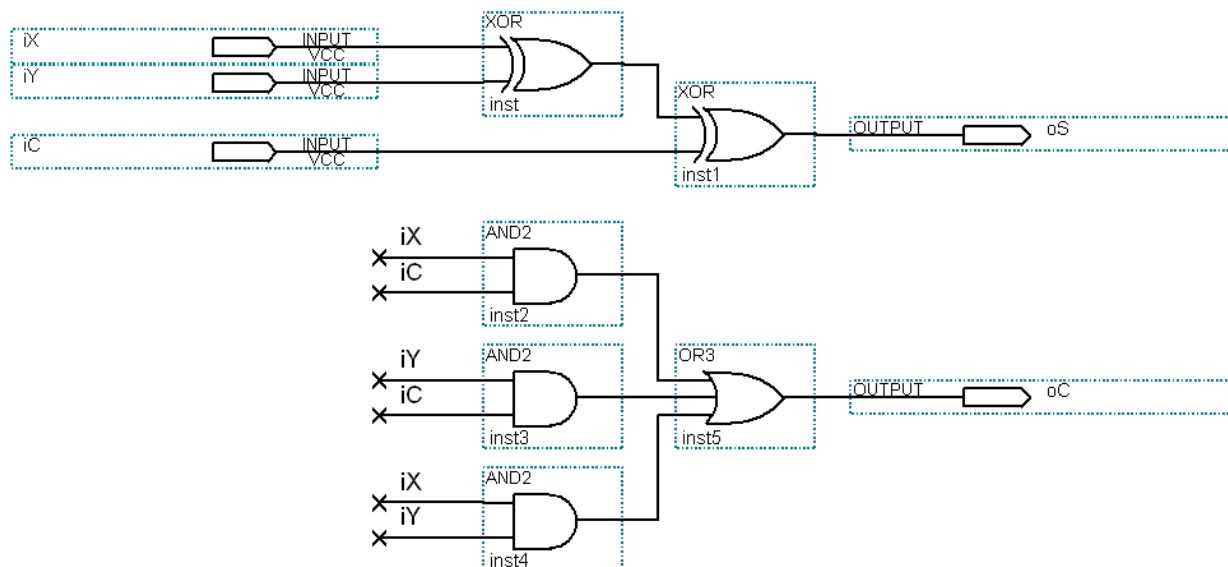 XOR
iX INPUT
VCC
iY INPUT
VCC
inst
XOR
iC INPUT
VCC
OUTPUT oS
inst1
AND2
iX
iC
inst2
AND2
iY
iC
inst3
OR3
OUTPUT oC
inst5
AND2
iX
iY
inst4